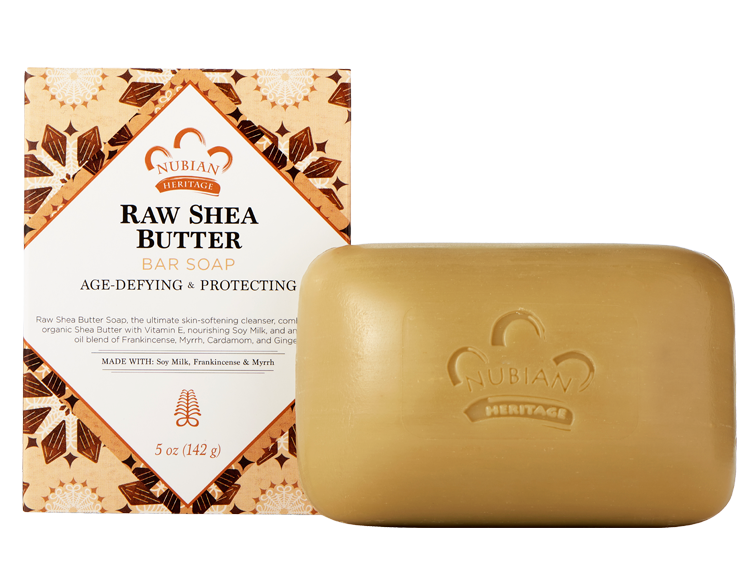 NUBIAN
HERITAGE
RAW SHEA
BUTTER
BAR SOAP
AGE-DEFYING & PROTECTING
Raw Shea Butter Soap, the ultimate skin-softening cleanser, com
organic Shea Butter with Vitamin E, nourishing Soy Milk, and an
oil blend of Frankincense, Myrrh, Cardamom, and Ginge
MADE WITH: Soy Milk, Frankincense & Myrrh
5 oz (142 g)
NUBIAN
HERITAGE